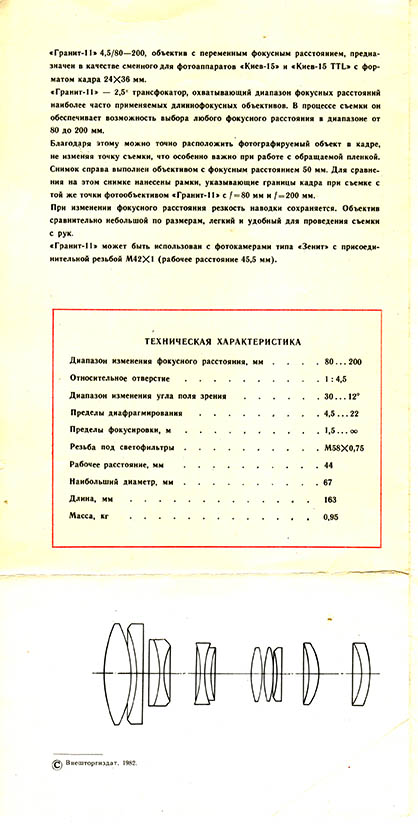 «Гранит-11» 4,5/80—200, объектив с переменным фокусным расстоянием, предна-
значен в качестве сменного для фотоаппаратов «Киев-15» и «Киев-15 TTL» с фор-
матом кадра 24×36 мм.
«Гранит-11» — 2,5ˣ трансфокатор, охватывающий диапазон фокусных расстояний
наиболее часто применяемых длиннофокусных объективов. В процессе съемки он
обеспечивает возможность выбора любого фокусного расстояния в диапазоне от
80 до 200 мм.
Благодаря этому можно точно расположить фотографируемый объект в кадре,
не изменяя точку съемки, что особенно важно при работе с обращаемой пленкой.
Снимок справа выполнен объективом с фокусным расстоянием 50 мм. Для сравне-
ния на этом снимке нанесены рамки, указывающие границы кадра при съемке с
той же точки фотообъективом «Гранит-11» с f=80 мм и f=200 мм.
При изменении фокусного расстояния резкость наводки сохраняется. Объектив
сравнительно небольшой по размерам, легкий и удобный для проведения съемки
с рук.
«Гранит-11» может быть использован с фотокамерами типа «Зенит» с присоеди-
нительной резьбой М42×1 (рабочее расстояние 45,5 мм).
ТЕХНИЧЕСКАЯ ХАРАКТЕРИСТИКА
Диапазон изменения фокусного расстояния, мм . . . . 80...200
Относительное отверстие . . . . . . . . . . 1 : 4,5
Диапазон изменения угла поля зрения . . . . . 30...12°
Пределы диафрагмирования . . . . . . . . 4,5...22
Пределы фокусировки, м . . . . . . . . . . 1,5...∞
Резьба под светофильтры . . . . . . . . . М58×0,75
Рабочее расстояние, мм . . . . . . . . . . 44
Наибольший диаметр, мм . . . . . . . . . . 67
Длина, мм . . . . . . . . . . . . . 163
Масса, кг . . . . . . . . . . . . . 0,95
© Внешторгиздат. 1982.